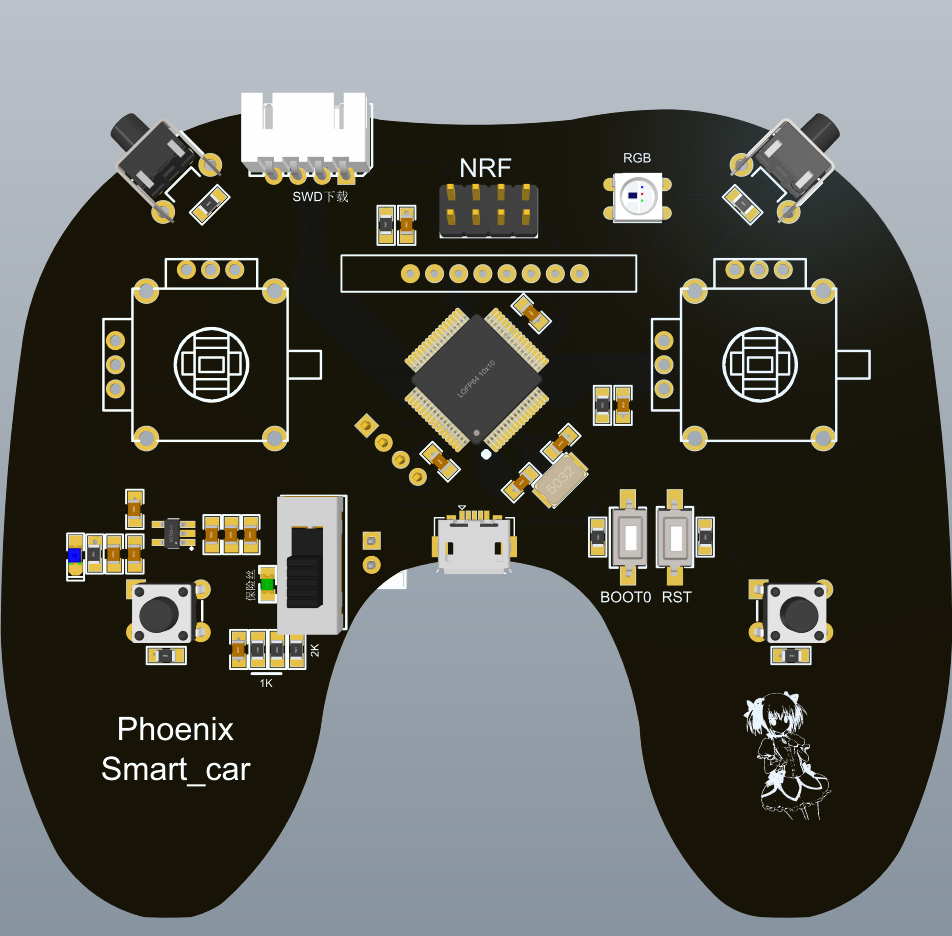 RGB
NRF
SWD下载
LQFP64 10x10
5032
保险丝
BOOT0 RST
2K
1K
Phoenix
Smart_car